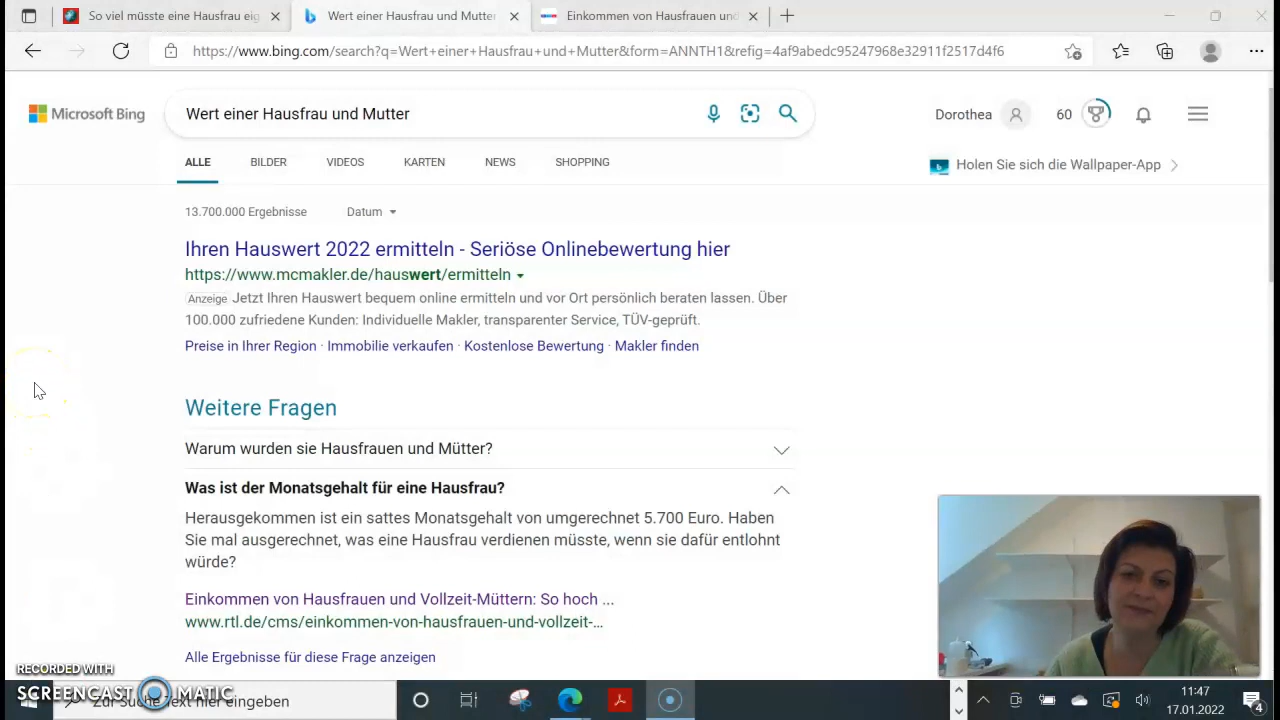 So viel müsste eine Hausfrau eig
Wert einer Hausfrau und Mutter
Einkommen von Hausfrauen und
https://www.bing.com/search?q=Wert+einer+Hausfrau+und+Mutter&form=ANNTH1&refig=4af9abedc95247968e32911f2517d4f6
Microsoft Bing
Wert einer Hausfrau und Mutter
Dorothea
60
ALLE
BILDER
VIDEOS
KARTEN
NEWS
SHOPPING
Holen Sie sich die Wallpaper-App
13.700.000 Ergebnisse
Datum
Ihren Hauswert 2022 ermitteln - Seriöse Onlinebewertung hier
https://www.mcmakler.de/hauswert/ermitteln
Anzeige Jetzt Ihren Hauswert bequem online ermitteln und vor Ort persönlich beraten lassen. Über
100.000 zufriedene Kunden: Individuelle Makler, transparenter Service, TÜV-geprüft.
Preise in Ihrer Region · Immobilie verkaufen · Kostenlose Bewertung · Makler finden
Weitere Fragen
Warum wurden sie Hausfrauen und Mütter?
Was ist der Monatsgehalt für eine Hausfrau?
Herausgekommen ist ein sattes Monatsgehalt von umgerechnet 5.700 Euro. Haben
Sie mal ausgerechnet, was eine Hausfrau verdienen müsste, wenn sie dafür entlohnt
würde?
Einkommen von Hausfrauen und Vollzeit-Müttern: So hoch ...
www.rtl.de/cms/einkommen-von-hausfrauen-und-vollzeit-...
Alle Ergebnisse für diese Frage anzeigen
RECORDED WITH
SCREENCAST MATIC
Zur Suche Text hier eingeben
11:47
17.01.2022
4